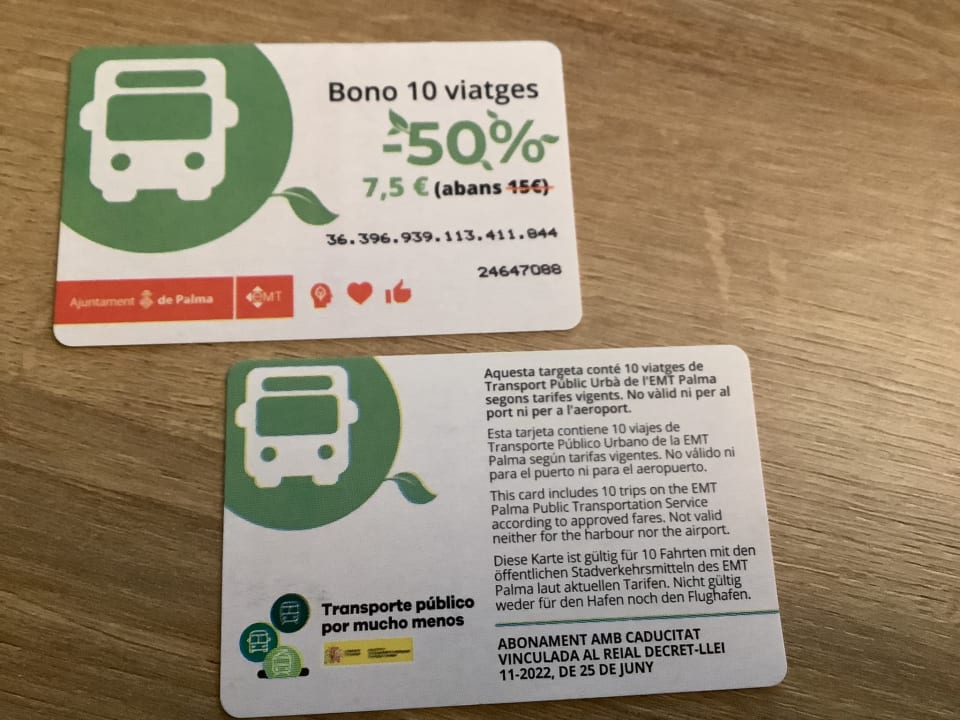 Bono 10 viatges
-50%
7,5 € (abans 15€)
36.396.939.113.411.844
24647088
Ajuntament de Palma
eMT
Aquesta targeta conté 10 viatges de
Transport Públic Urbà de l'EMT Palma
segons tarifes vigents. No vàlid ni per al
port ni per a l'aeroport.
Esta tarjeta contiene 10 viajes de
Transporte Público Urbano de la EMT
Palma según tarifas vigentes. No válido ni
para el puerto ni para el aeropuerto.
This card includes 10 trips on the EMT
Palma Public Transportation Service
according to approved fares. Not valid
neither for the harbour nor the airport.
Diese Karte ist gültig für 10 Fahrten mit den
öffentlichen Stadverkehrsmitteln des EMT
Palma laut aktuellen Tarifen. Nicht gültig
weder für den Hafen noch den Flughafen.
Transporte público
por mucho menos
ABONAMENT AMB CADUCITAT
VINCULADA AL REIAL DECRET-LLEI
11-2022, DE 25 DE JUNY